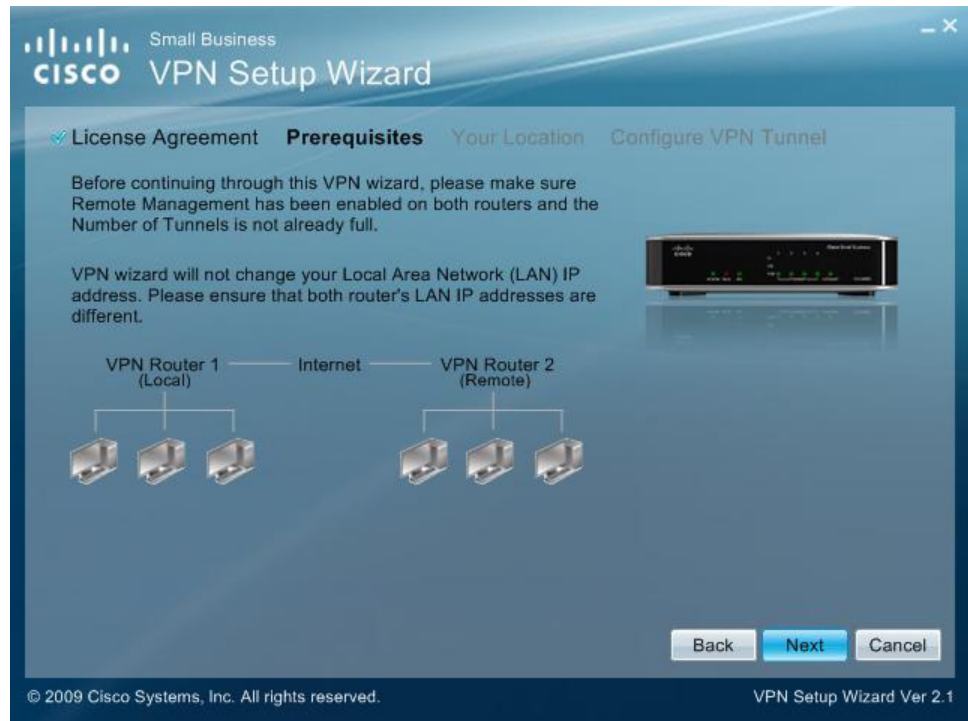 Small Business
CISCO VPN Setup Wizard
License Agreement Prerequisites Your Location Configure VPN Tunnel
Before continuing through this VPN wizard, please make sure
Remote Management has been enabled on both routers and the
Number of Tunnels is not already full.
VPN wizard will not change your Local Area Network (LAN) IP
address. Please ensure that both router's LAN IP addresses are
different.
VPN Router 1 Internet VPN Router 2
(Local) (Remote)
Back Next Cancel
© 2009 Cisco Systems, Inc. All rights reserved. VPN Setup Wizard Ver 2.1